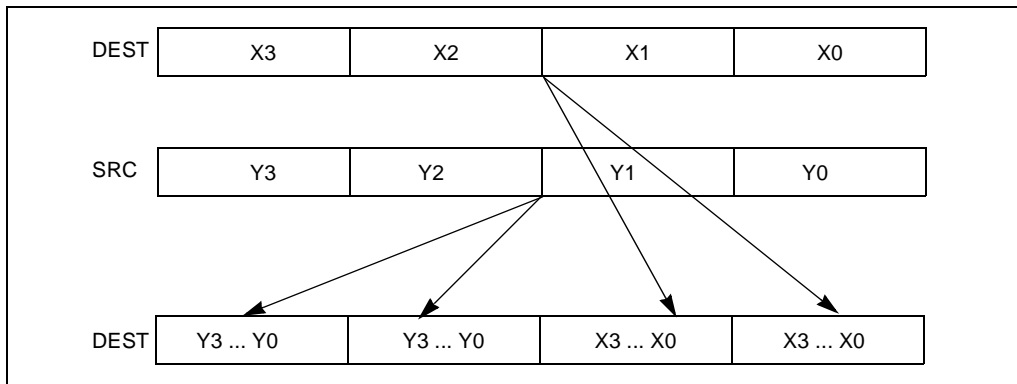 DEST X3 X2 X1 X0
SRC Y3 Y2 Y1 Y0
DEST Y3 ... Y0 Y3 ... Y0 X3 ... X0 X3 ... X0